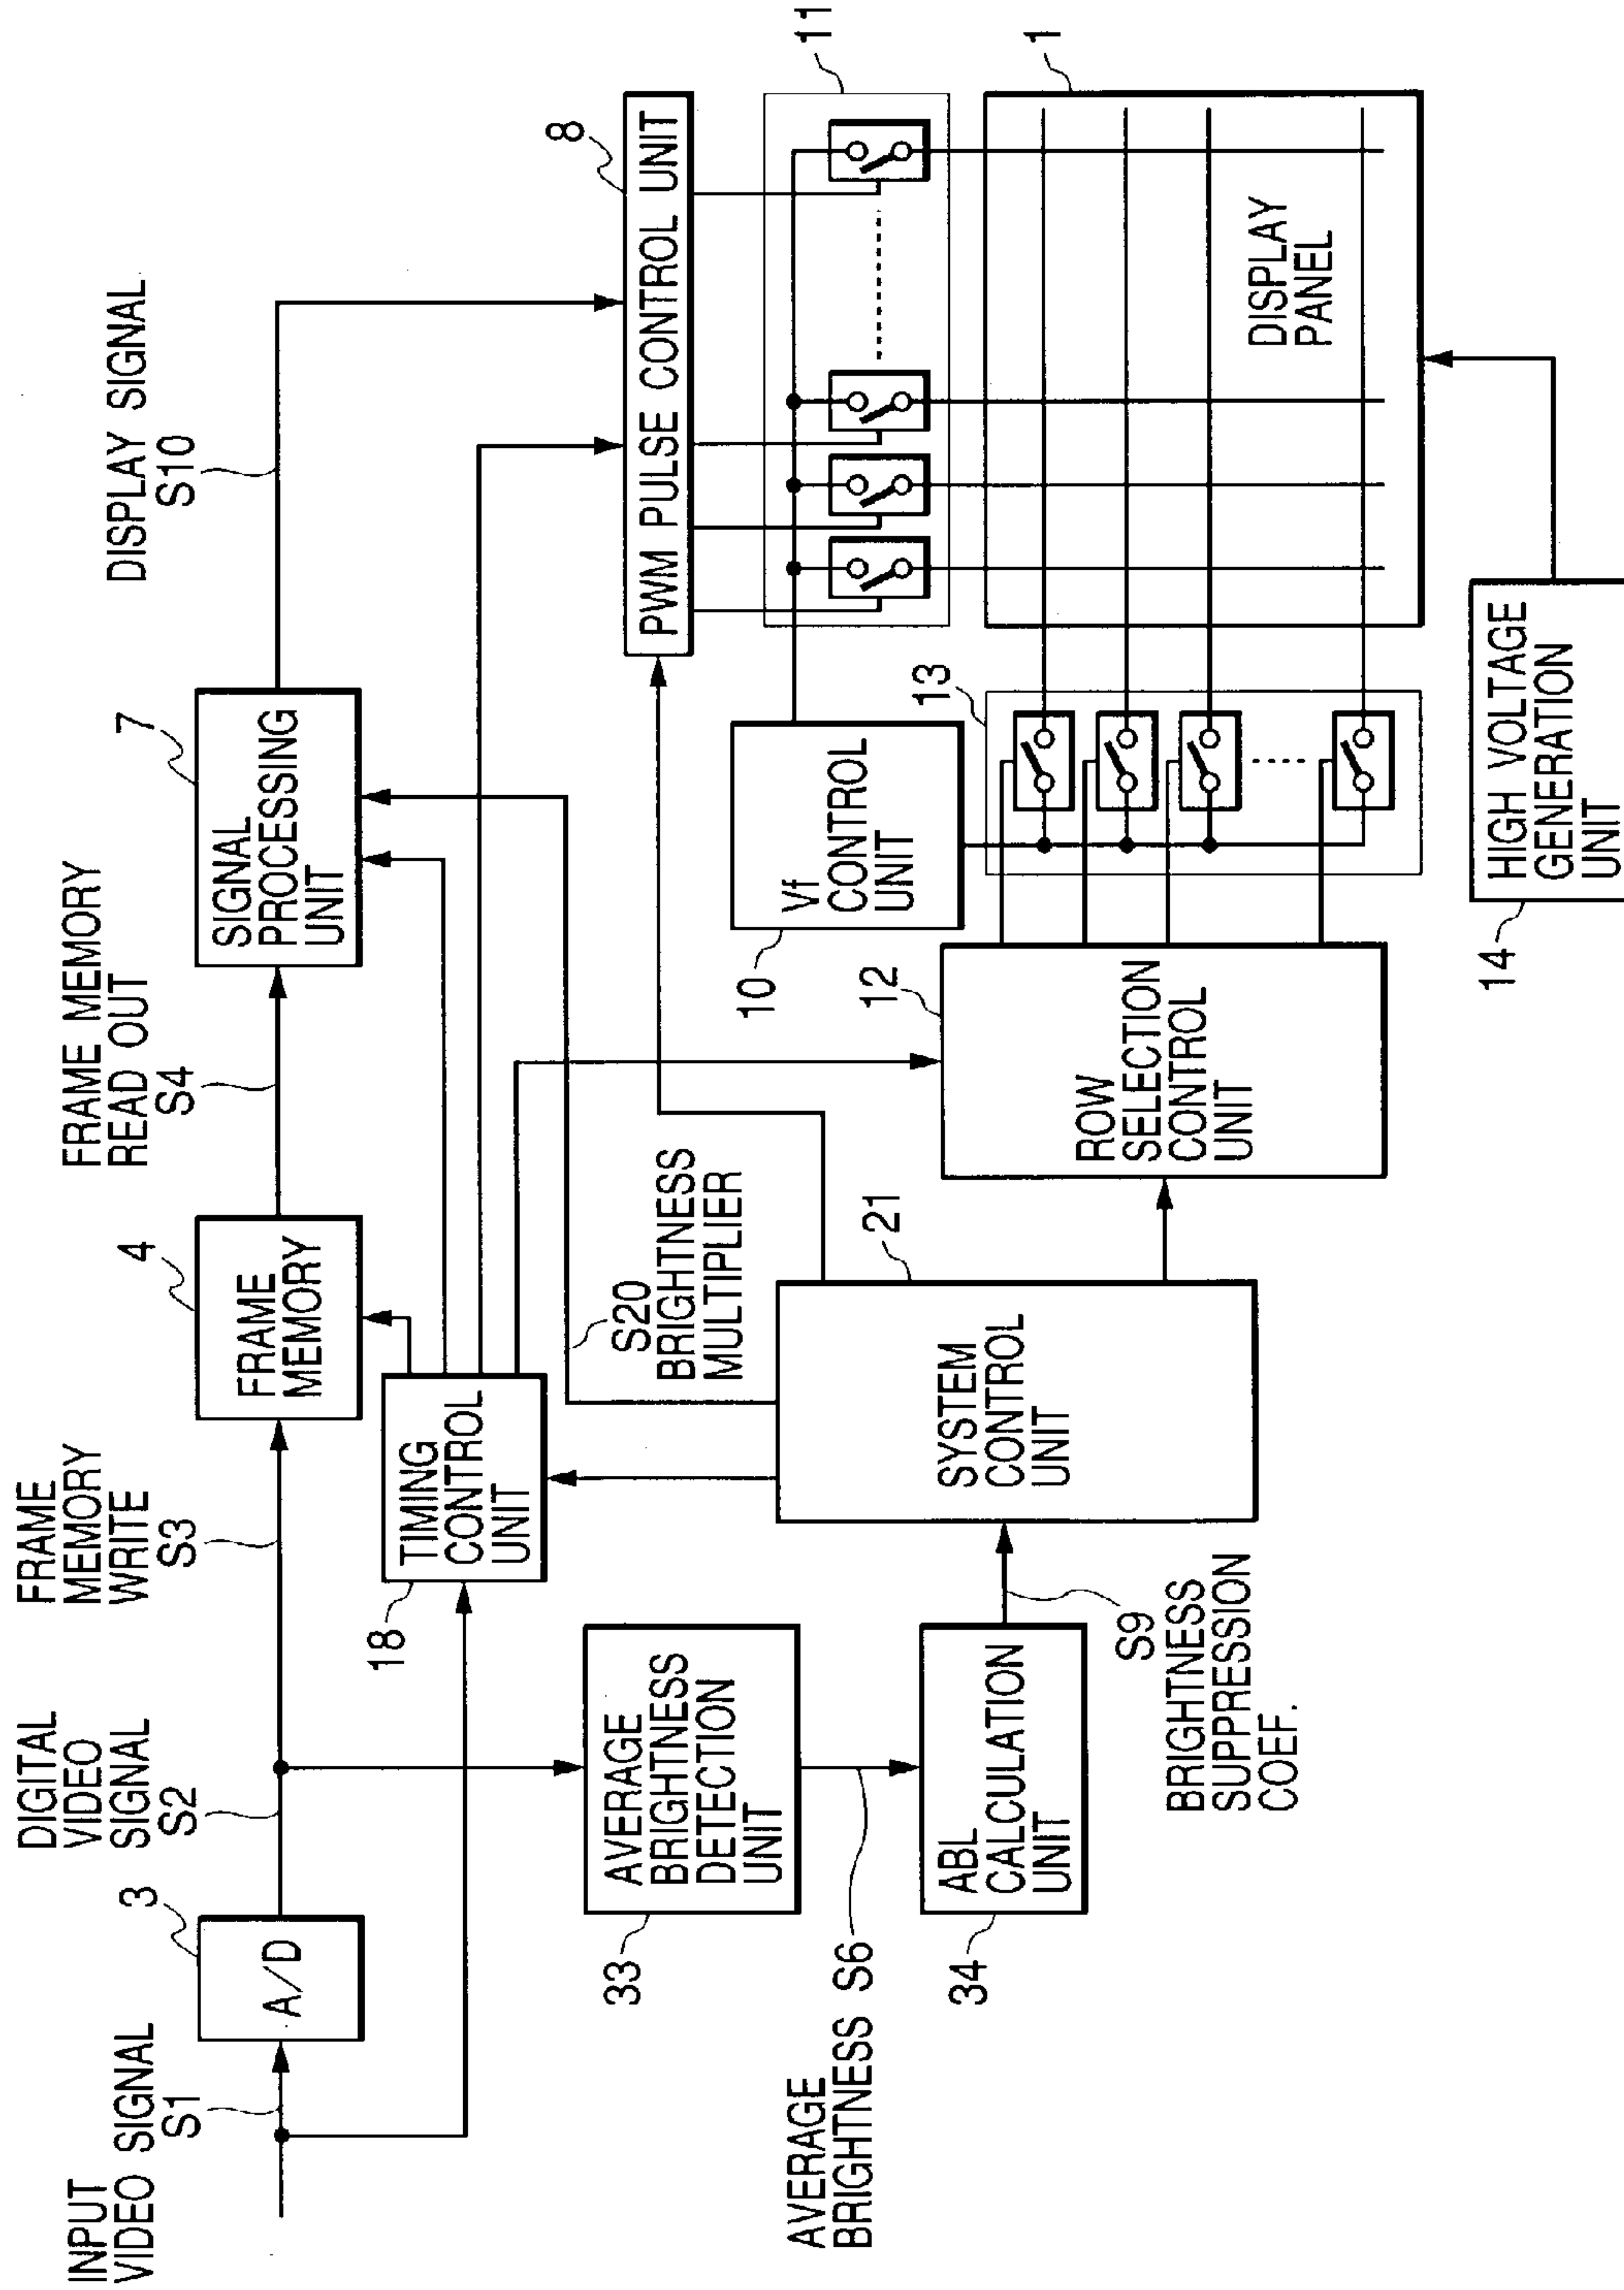 INPUT
VIDEO SIGNAL
S1
3
A/D
DIGITAL
VIDEO
SIGNAL
S2
FRAME
MEMORY
WRITE
S3
4
FRAME
MEMORY
FRAME MEMORY
READ OUT
S4
7
SIGNAL
PROCESSING
UNIT
DISPLAY SIGNAL
S10
18
TIMING
CONTROL
UNIT
S20
BRIGHTNESS
MULTIPLIER
8
PWM PULSE CONTROL UNIT
11
33
AVERAGE
BRIGHTNESS
DETECTION
UNIT
AVERAGE
BRIGHTNESS S6
34
ABL
CALCULATION
UNIT
S9
BRIGHTNESS
SUPPRESSION
COEF.
21
SYSTEM
CONTROL
UNIT
10
Vf
CONTROL
UNIT
12
ROW
SELECTION
CONTROL
UNIT
13
1
DISPLAY
PANEL
14
HIGH VOLTAGE
GENERATION
UNIT